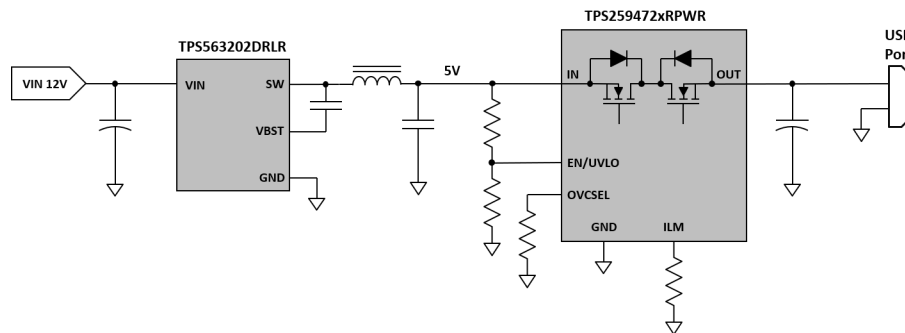 TPS259472xRPWR
TPS563202DRLR
VIN 12V
VIN
SW
VBST
GND
5V
IN
OUT
EN/UVLO
OVCSEL
GND
ILM